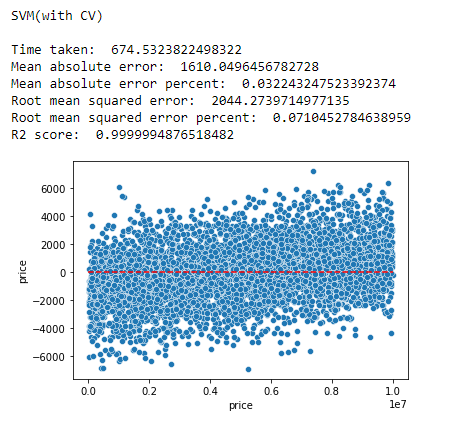 SVM(with CV)
Time taken:  674.5323822498322
Mean absolute error:  1610.0496456782728
Mean absolute error percent:  0.032243247523392374
Root mean squared error:  2044.2739714977135
Root mean squared error percent:  0.0710452784638959
R2 score:  0.9999994876518482
6000
4000
2000
0
−2000
−4000
−6000
price
0.0 0.2 0.4 0.6 0.8 1.0
1e7
price